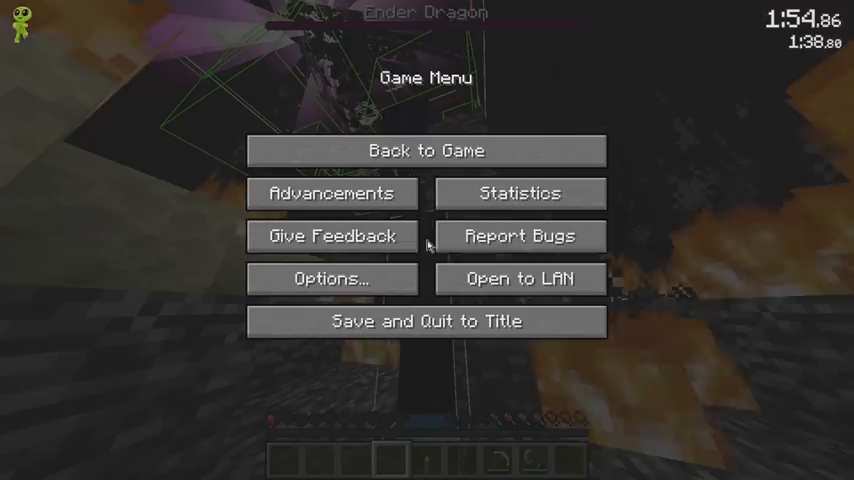 Ender Dragon
1:54.86
1:38.80
Game Menu
Back to Game
Advancements
Statistics
Give Feedback
Report Bugs
Options...
Open to LAN
Save and Quit to Title